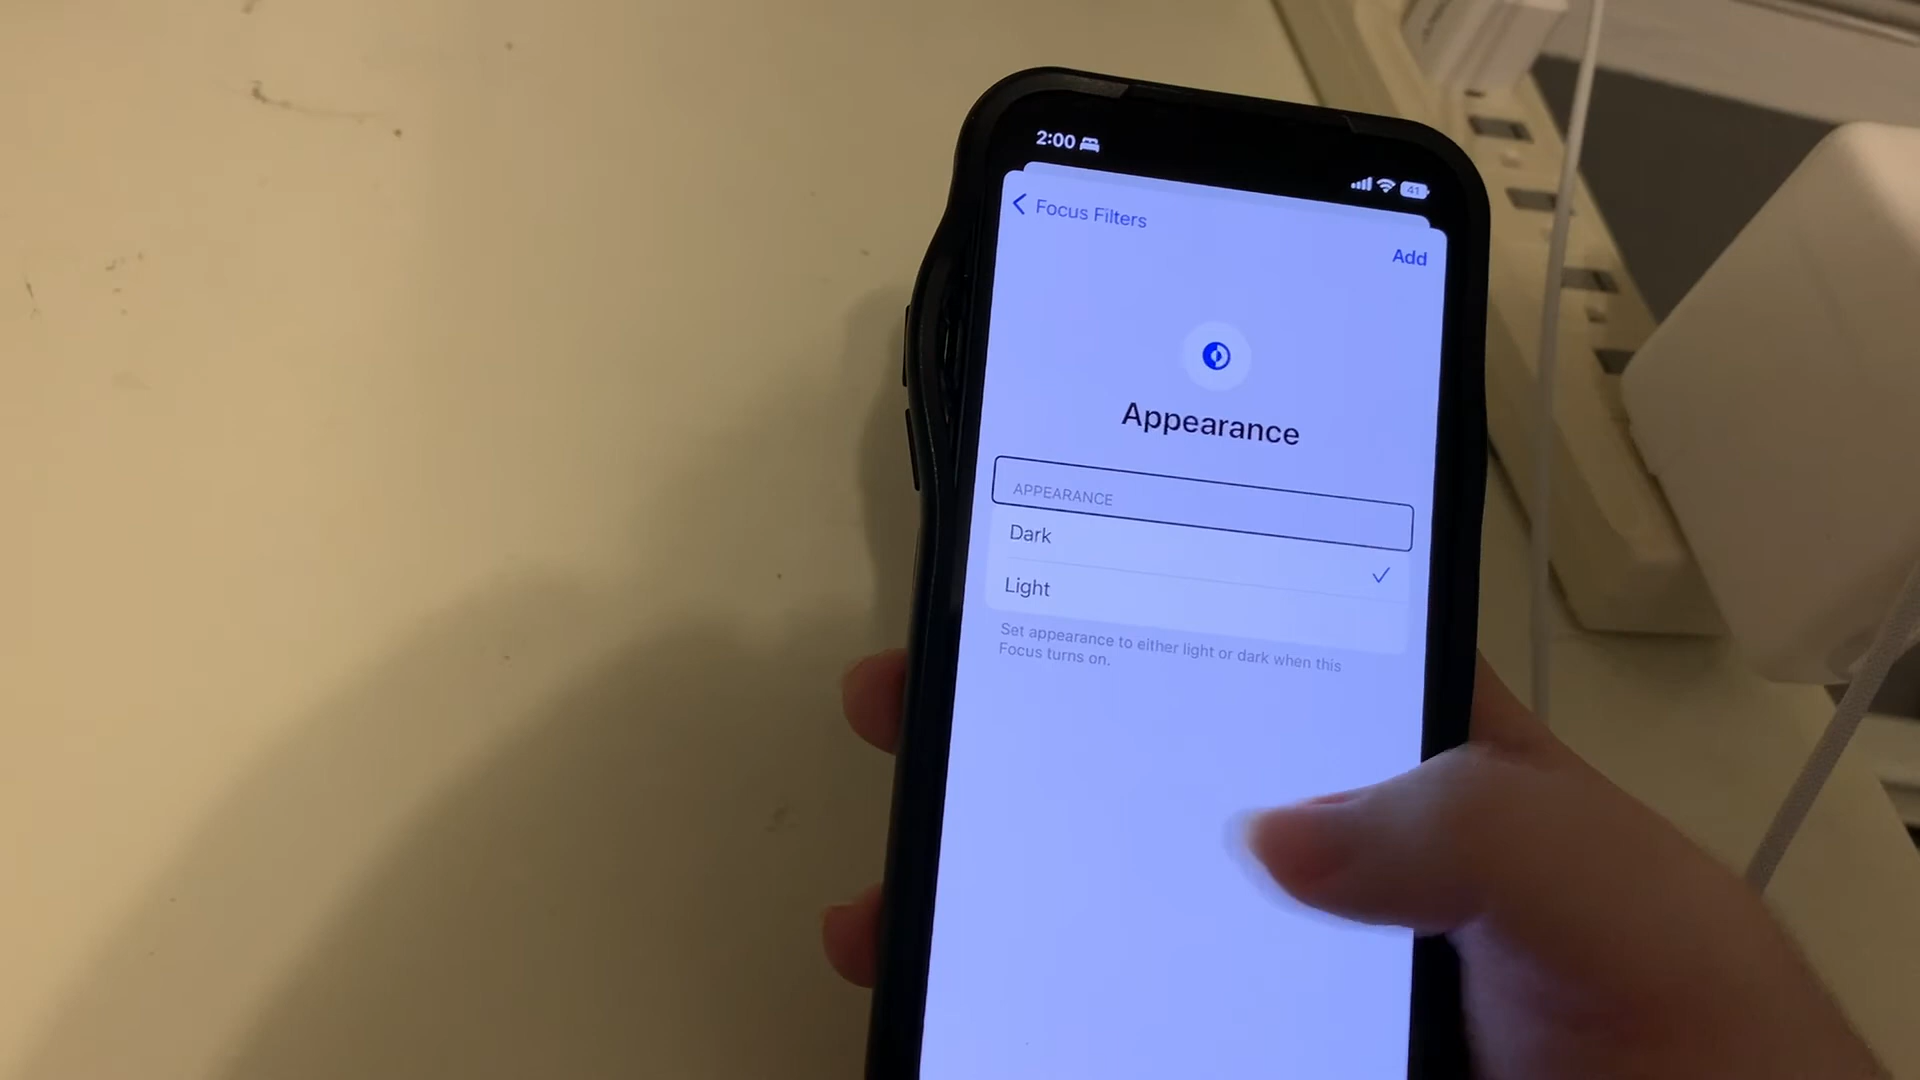 2:00
41
Focus Filters
Add
Appearance
APPEARANCE
Dark
Light
Set appearance to either light or dark when this
Focus turns on.